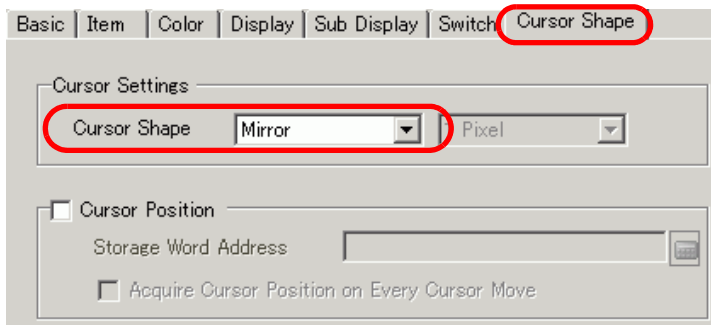 Basic Item Color Display Sub Display Switch Cursor Shape
Cursor Settings
Cursor Shape Mirror Pixel
Cursor Position
Storage Word Address
Acquire Cursor Position on Every Cursor Move